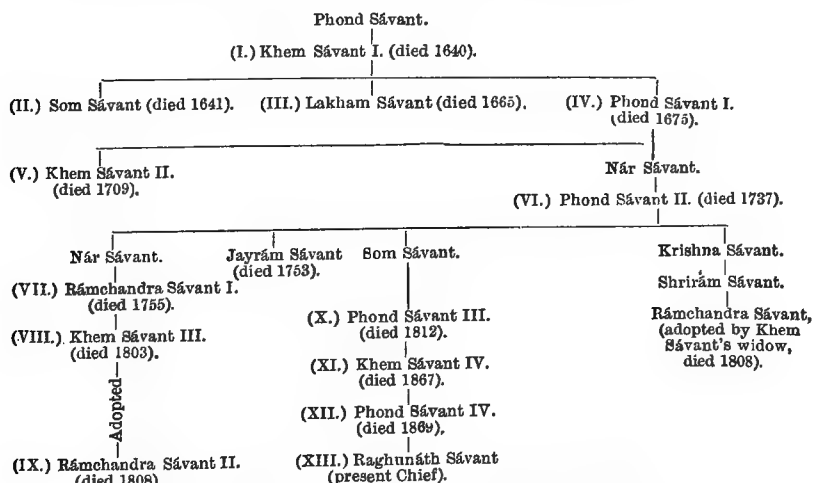 Phond Sávant.
(I.) Khem Sávant I. (died 1640).
(II.) Som Sávant (died 1641). (III.) Lakham Sávant (died 1665). (IV.) Phond Sávant I.
(died 1675).
(V.) Khem Sávant II.
(died 1709).
Nár Sávant.
(VI.) Phond Sávant II. (died 1737).
Nár Sávant. Jayrám Sávant Som Sávant. Krishna Sávant.
(died 1753).
(VII.) Rámchandra Sávant I.
(died 1755).
Shrirám Sávant.
(VIII.) Khem Sávant III.
(died 1803).
(X.) Phond Sávant III.
(died 1812).
Rámchandra Sávant,
(adopted by Khem
Sávant's widow,
died 1808).
(XI.) Khem Sávant IV.
(died 1867).
Adopted
(XII.) Phond Sávant IV.
(died 1869).
(IX.) Rámchandra Sávant II.
(died 1808)
(XIII.) Raghunáth Sávant
(present Chief).